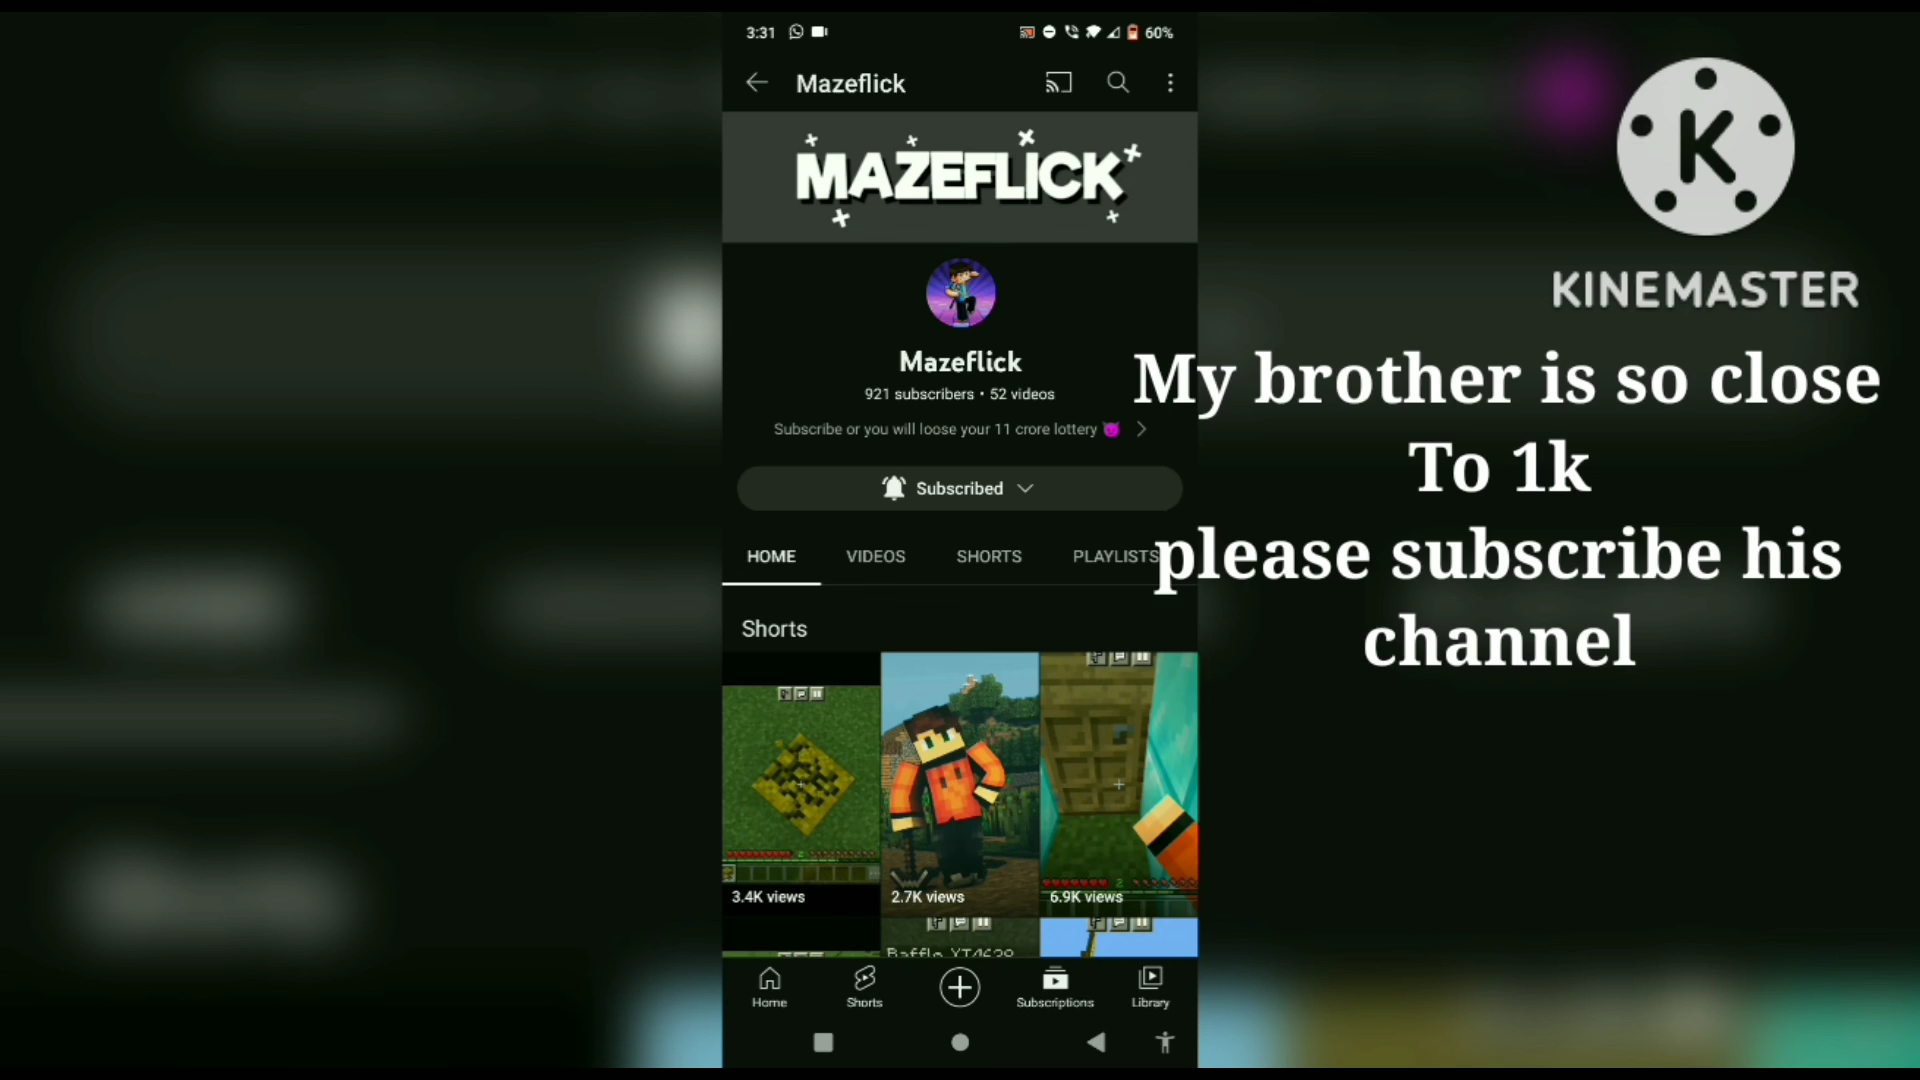 3:31
60%
Mazeflick
MAZEFLICK
Mazeflick
921 subscribers • 52 videos
Subscribe or you will loose your 11 crore lottery 😈
Subscribed
HOME VIDEOS SHORTS PLAYLISTS
Shorts
3.4K views 2.7K views 6.9K views
Baffle YT4638
Home Shorts Subscriptions Library
K
KINEMASTER
My brother is so close
To 1k
please subscribe his
channel